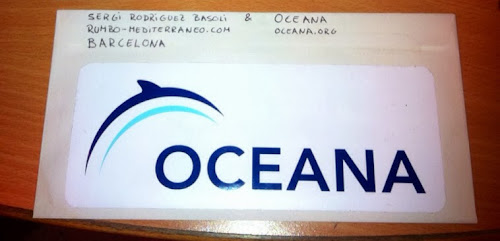 SERGI RODRÍGUEZ BASOLI & OCEANA
RUMBO-MEDITERRANEO.COM OCEANA.ORG
BARCELONA
OCEANA